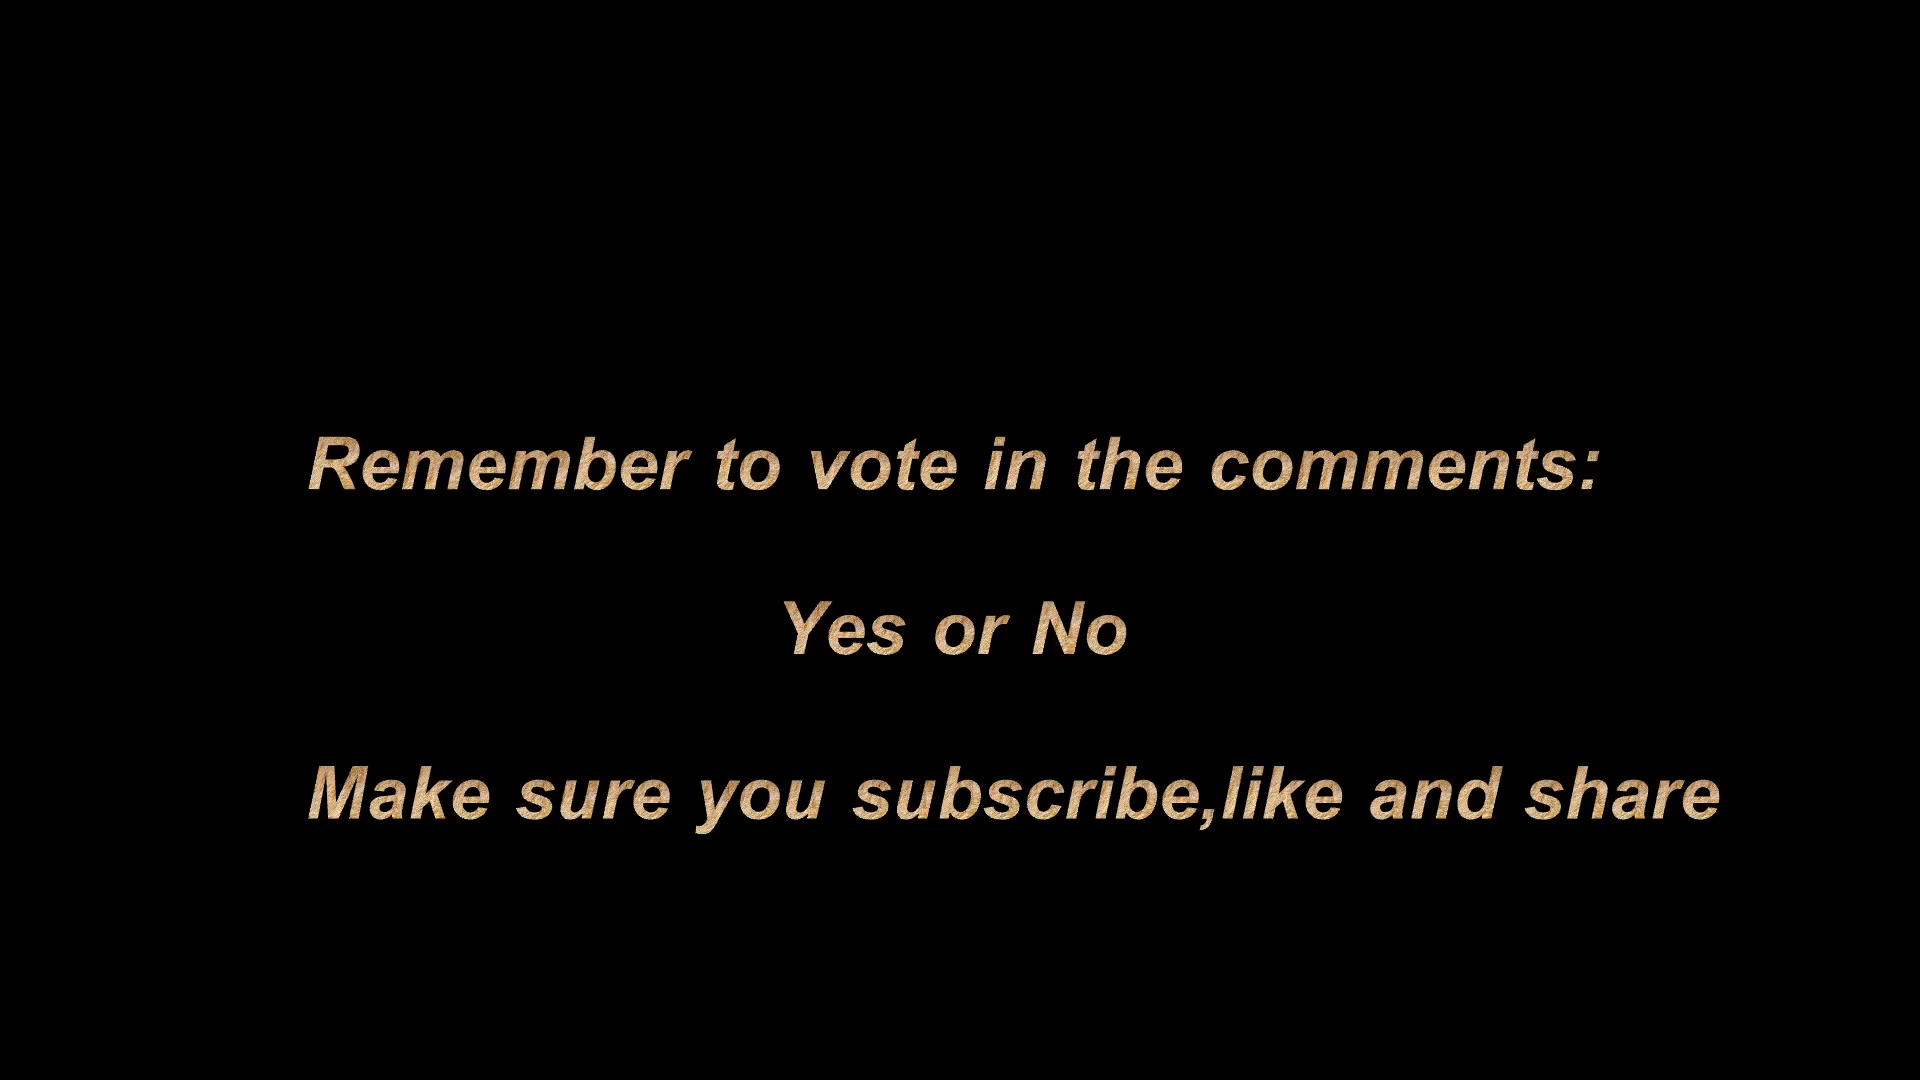 Remember to vote in the comments:
Yes or No
Make sure you subscribe,like and share